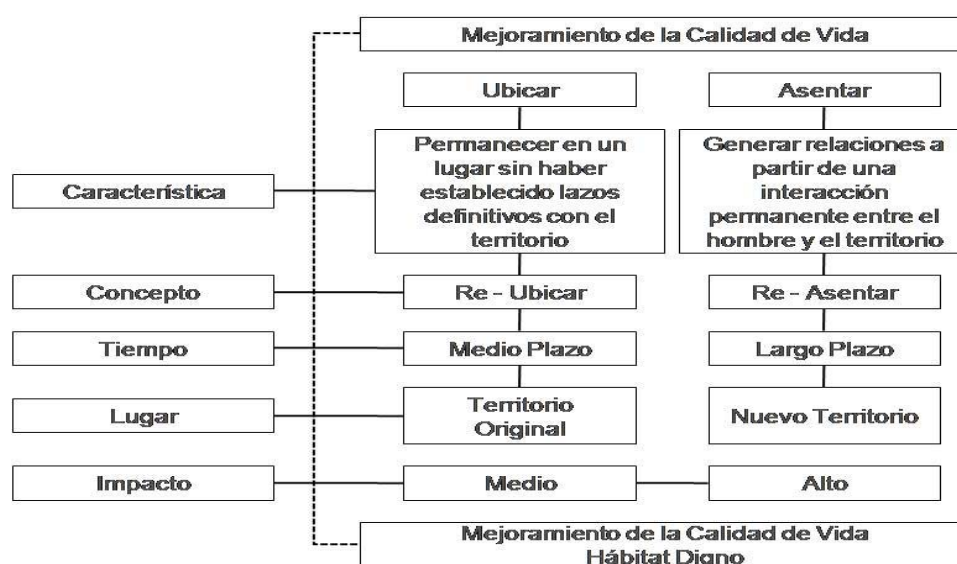 Mejoramiento de la Calidad de Vida
Ubicar
Asentar
Característica
Permanecer en un
lugar sin haber
establecido lazos
definitivos con el
territorio
Generar relaciones a
partir de una
interacción
permanente entre el
hombre y el territorio
Concepto
Re - Ubicar
Re - Asentar
Tiempo
Medio Plazo
Largo Plazo
Lugar
Territorio
Original
Nuevo Territorio
Impacto
Medio
Alto
Mejoramiento de la Calidad de Vida
Hábitat Digno